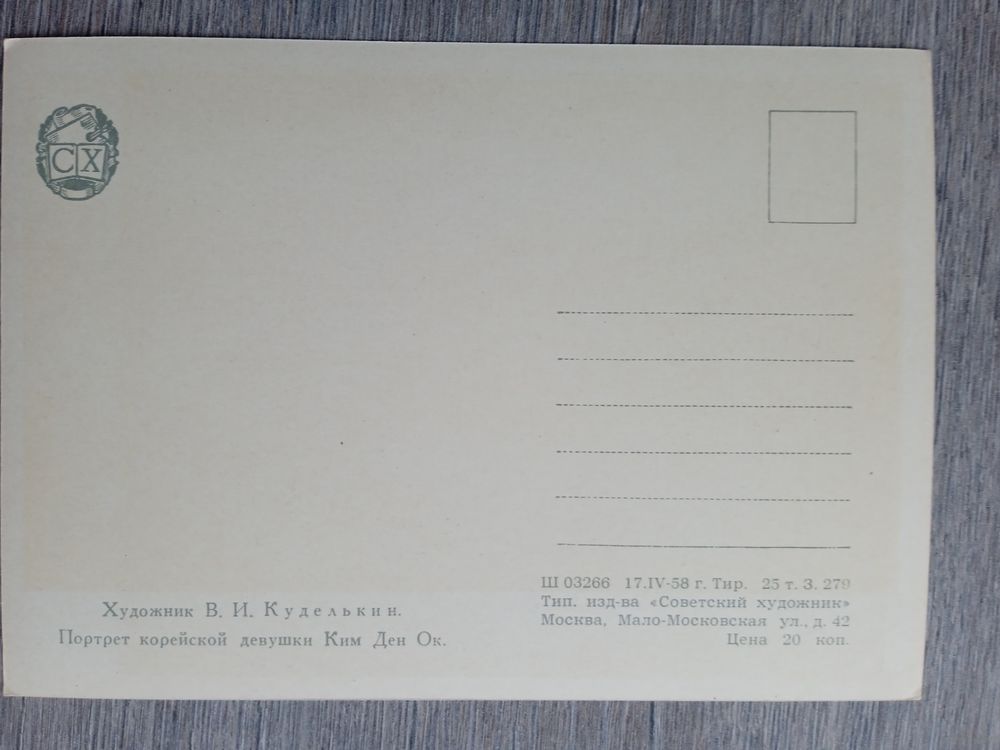 СХ
Художник В. И. Куделькин.
Портрет корейской девушки Ким Ден Ок.
Ш 03266 17.IV-58 г. Тир. 25 т. З. 279
Тип. изд-ва «Советский художник»
Москва, Мало-Московская ул., д. 42
Цена 20 коп.